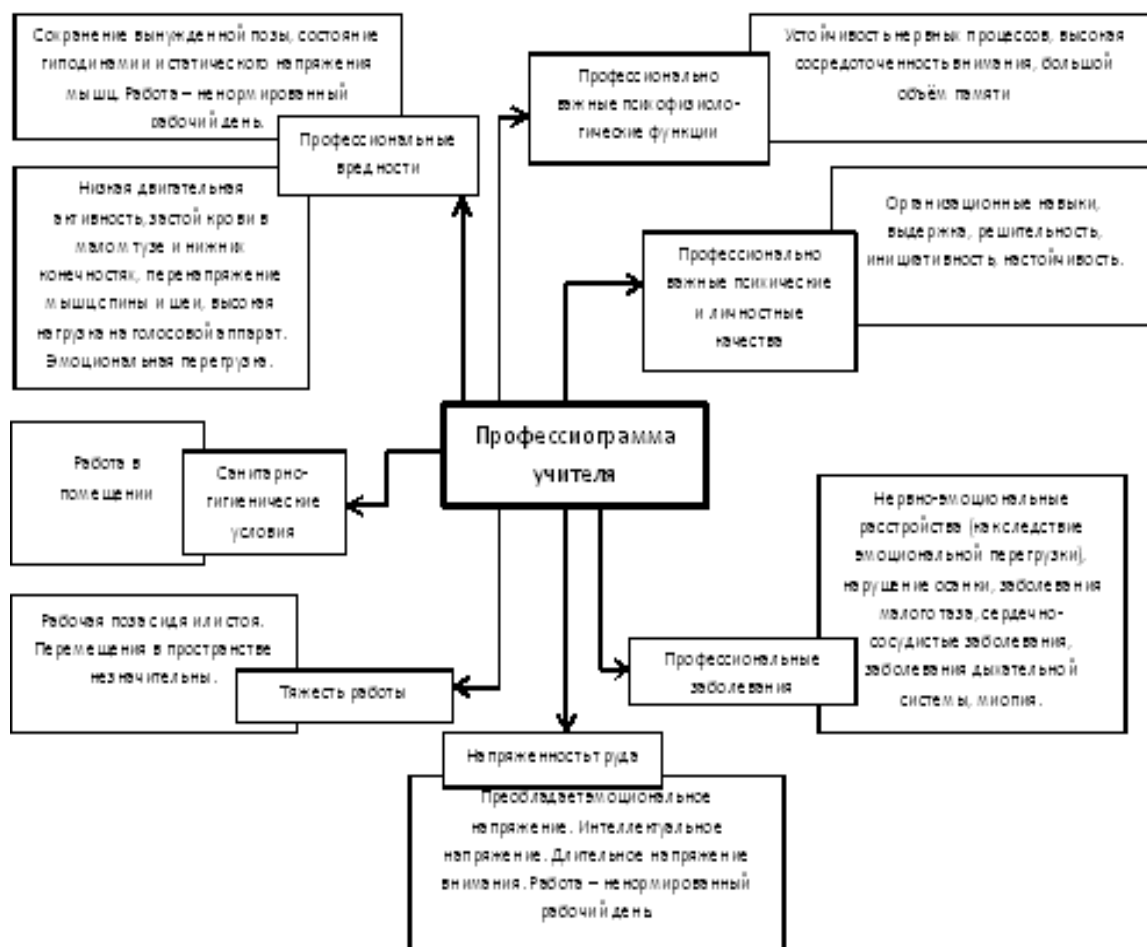 Сохранение вынужденной позы, состояние
гиподинамии и статического напряжения
мышц. Работа – ненормированный
рабочий день.
Профессиональные
вредности
Низкая двигательная
активность, застой крови в
малом тузе и нижних
конечностях, перенапряжение
мышц спины и шеи, высокая
нагрузка на голосовой аппарат.
Эмоциональная перегрузка.
Профессионально
важные психофизиоло-
гические функции
Устойчивость нервных процессов, высокая
сосредоточенность внимания, большой
объём памяти
Профессионально
важные психические
и личностные
качества
Организационные навыки,
выдержка, решительность,
инициативность, настойчивость.
Профессиограмма
учителя
Работа в
помещении
Санитарно-
гигиенические
условия
Рабочая поза сидя или стоя.
Перемещения в пространстве
незначительны.
Тяжесть работы
Напряженность труда
Преобладает эмоциональное
напряжение. Интеллектуальное
напряжение. Длительное напряжение
внимания. Работа – ненормированный
рабочий день.
Профессиональные
заболевания
Нервно-эмоциональные
расстройства (как следствие
эмоциональной перегрузки),
нарушение осанки, заболевания
малого таза, сердечно-
сосудистые заболевания,
заболевания дыхательной
системы, миопия.